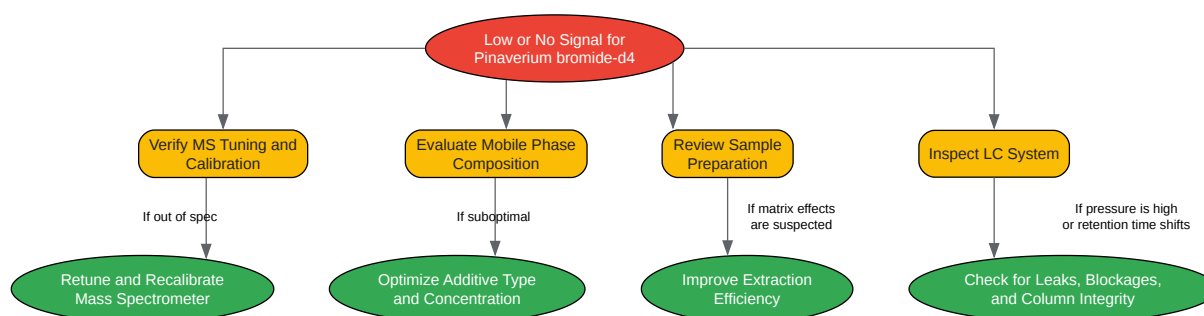 Low or No Signal for
Pinaverium bromide-d4
Verify MS Tuning and
Calibration
Evaluate Mobile Phase
Composition
Review Sample
Preparation
Inspect LC System
If out of spec
If suboptimal
If matrix effects
are suspected
If pressure is high
or retention time shifts
Retune and Recalibrate
Mass Spectrometer
Optimize Additive Type
and Concentration
Improve Extraction
Efficiency
Check for Leaks, Blockages,
and Column Integrity